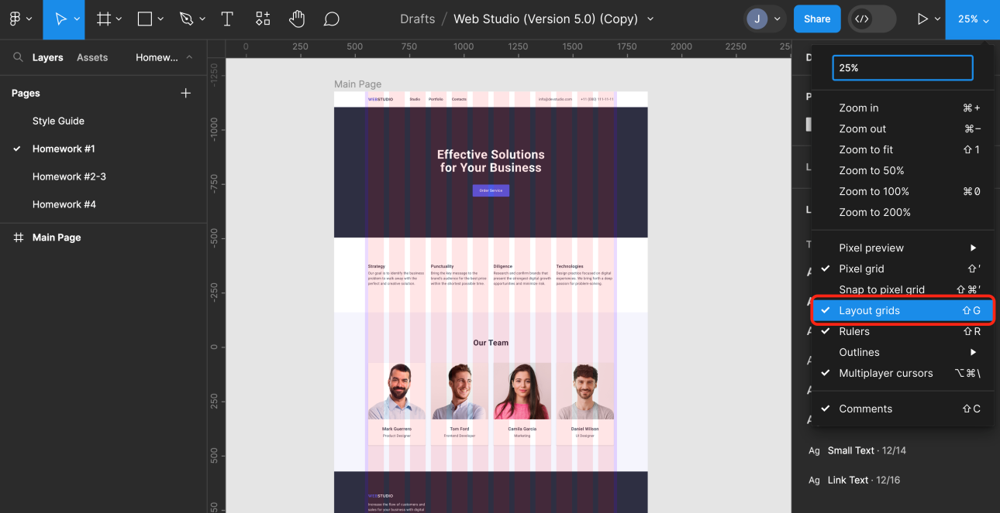 Drafts / Web Studio (Version 5.0) (Copy)
J
Share
25%
Layers
Assets
Homew...
Pages
Style Guide
Homework #1
Homework #2-3
Homework #4
Main Page
0
250
500
750
1000
1250
1500
1750
2000
2250
-1250
-1000
-750
-500
-250
0
250
500
Main Page
WEBSTUDIO
Studio
Portfolio
Contacts
info@devstudio.com
+11 (000) 111-11-11
Effective Solutions
for Your Business
Order Service
Strategy
Our goal is to identify the business
problem to walk away with the
perfect and creative solution.
Punctuality
Bring the key message to the
brand's audience for the best price
within the shortest possible time.
Diligence
Research and confirm brands that
present the strongest digital growth
opportunities and minimize risk.
Technologies
Design practice focused on digital
experiences. We bring forth a deep
passion for problem-solving.
Our Team
Mark Guerrero
Product Designer
Tom Ford
Frontend Developer
Camila Garcia
Marketing
Daniel Wilson
UI Designer
WEBSTUDIO
Increase the flow of customers and
sales for your business with digital
25%
Zoom in ⌘+
Zoom out ⌘−
Zoom to fit ⇧1
Zoom to 50%
Zoom to 100% ⌘0
Zoom to 200%
Pixel preview
Pixel grid ⇧'
Snap to pixel grid ⇧⌘'
Layout grids ⇧G
Rulers ⇧R
Outlines
Multiplayer cursors ⌥⌘\
Comments ⇧C
Ag Small Text · 12/14
Ag Link Text · 12/16